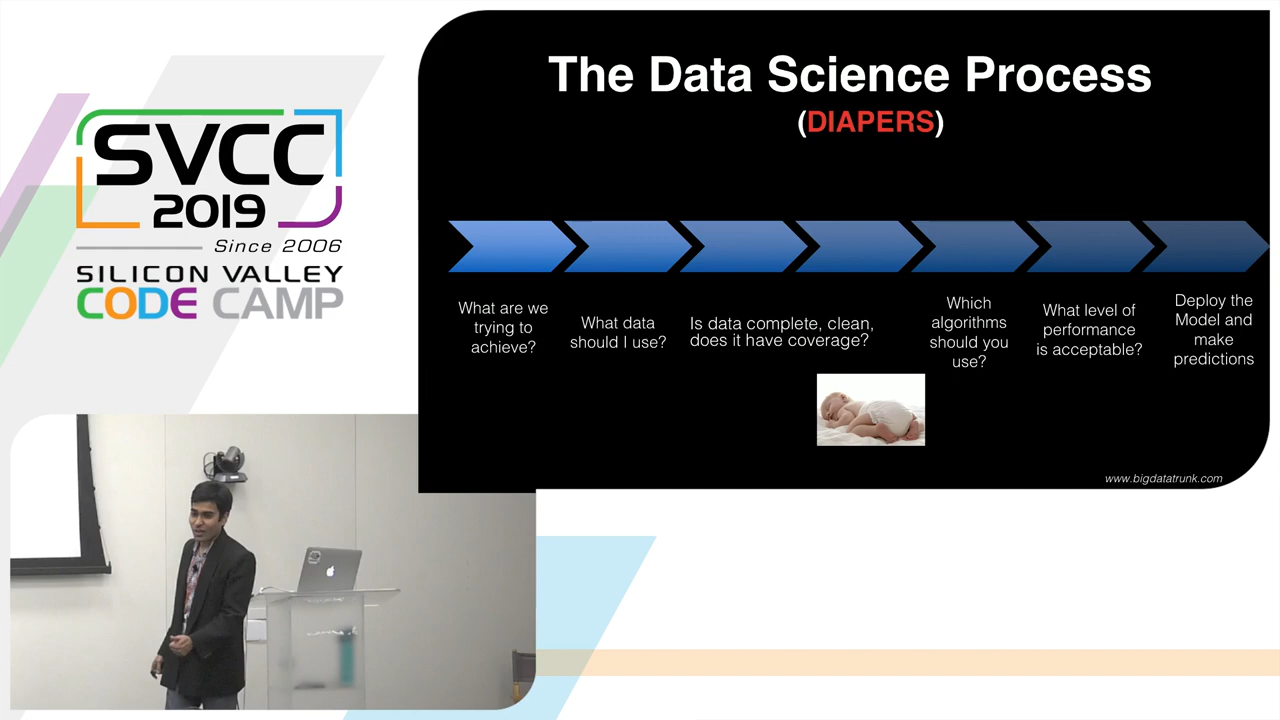 SVCC
2019
Since 2006
SILICON VALLEY
CODE CAMP
The Data Science Process
(DIAPERS)
What are we
trying to
achieve?
What data
should I use?
Is data complete, clean,
does it have coverage?
Which
algorithms
should you
use?
What level of
performance
is acceptable?
Deploy the
Model and
make
predictions
www.bigdatatrunk.com